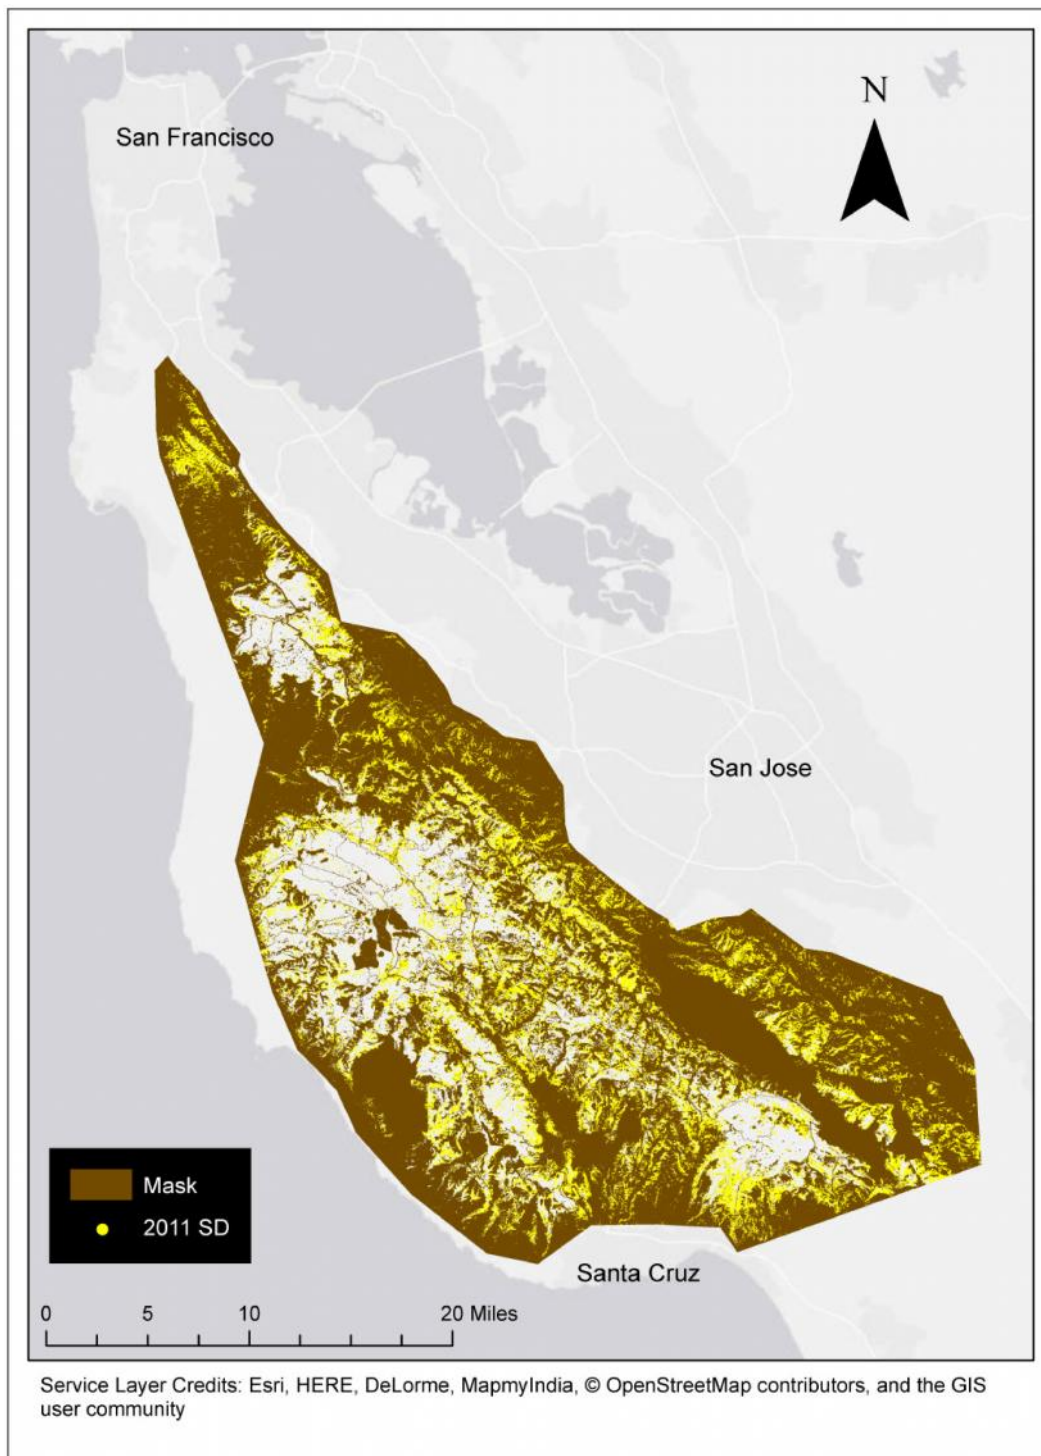 N
San Francisco
San Jose
Mask
2011 SD
Santa Cruz
0 5 10 20 Miles
Service Layer Credits: Esri, HERE, DeLorme, MapmyIndia, © OpenStreetMap contributors, and the GIS
user community